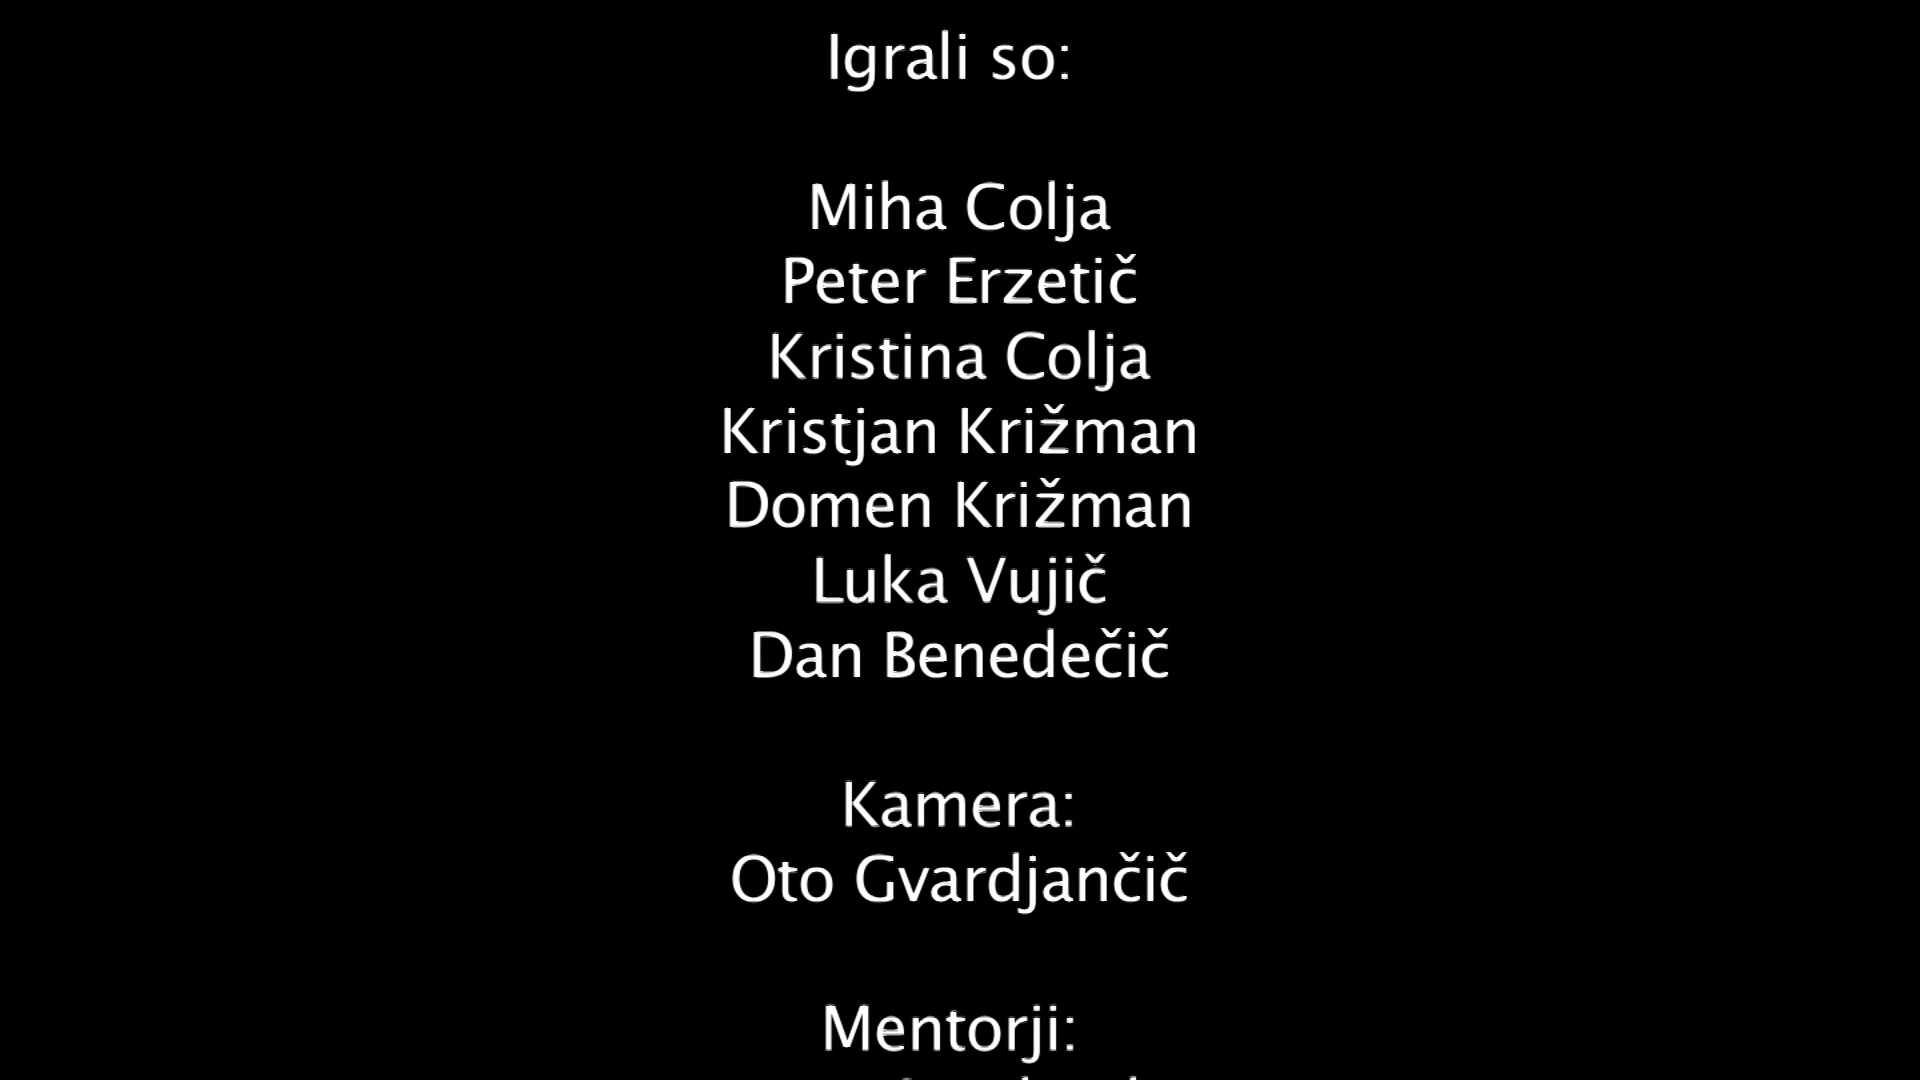 Igrali so:
Miha Colja
Peter Erzetič
Kristina Colja
Kristjan Križman
Domen Križman
Luka Vujič
Dan Benedečič
Kamera:
Oto Gvardjančič
Mentorji: